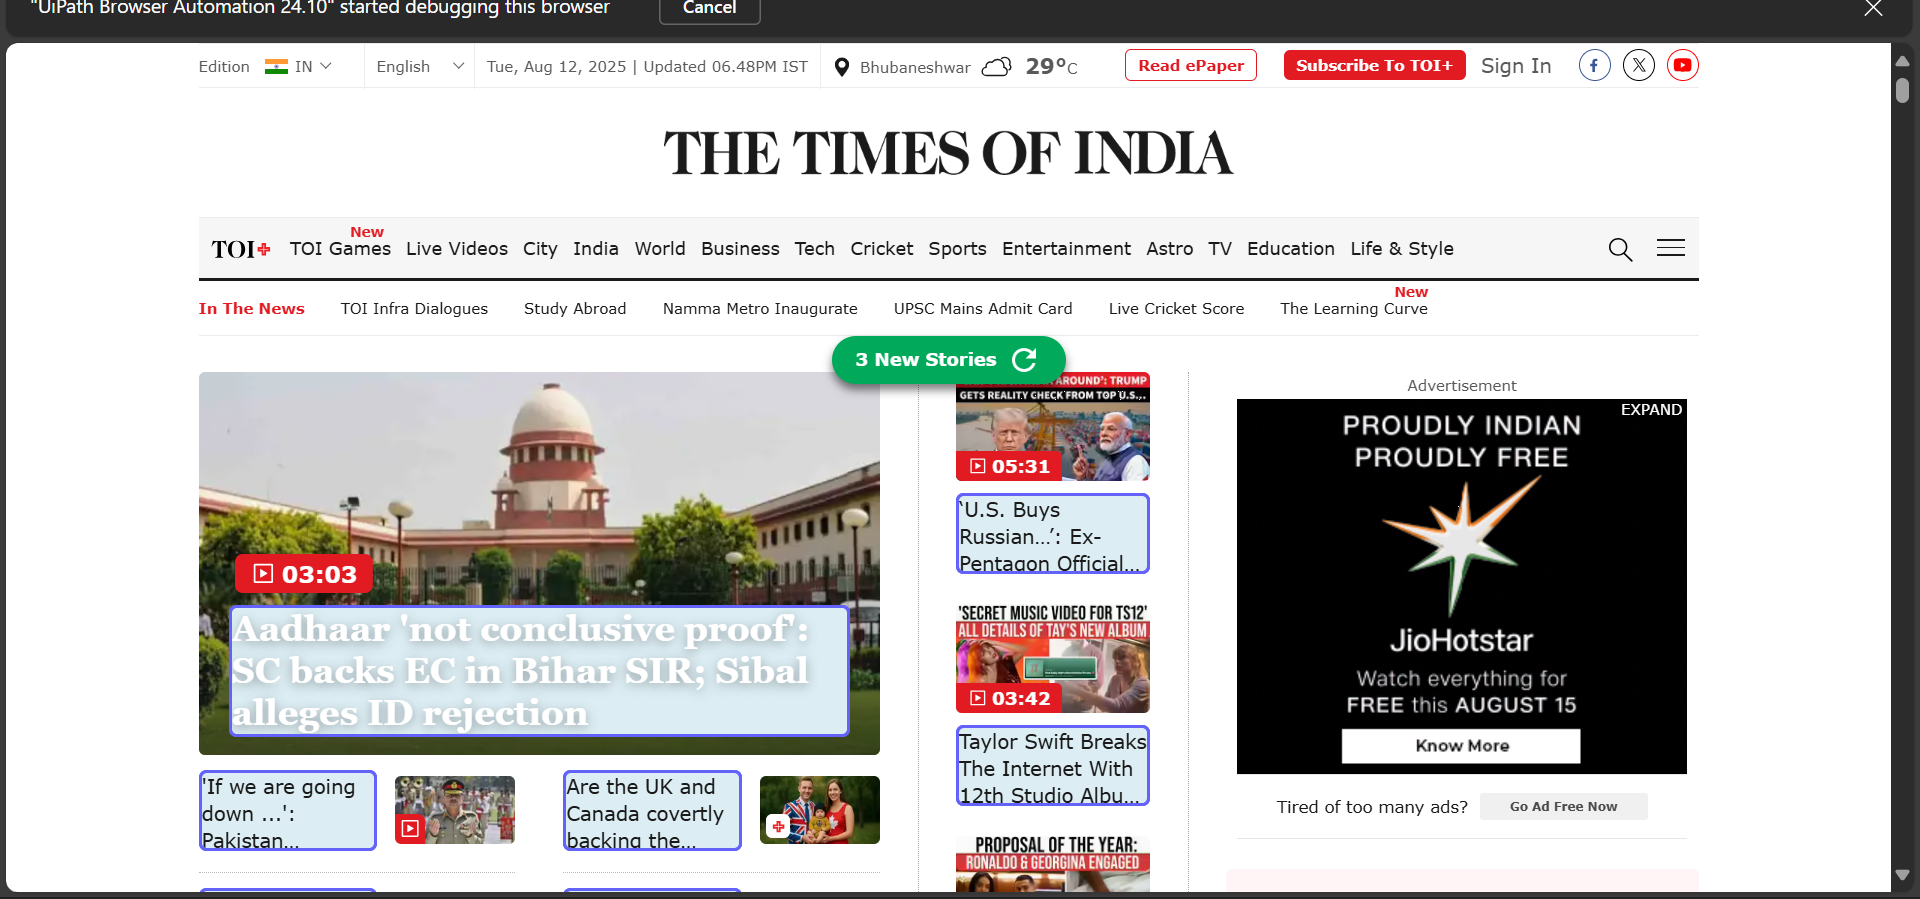 "UiPath Browser Automation 24.10" started debugging this browser
Cancel
Edition IN English Tue, Aug 12, 2025 | Updated 06.48PM IST Bhubaneshwar 29°C Read ePaper Subscribe To TOI+ Sign In
THE TIMES OF INDIA
New
TOI+ TOI Games Live Videos City India World Business Tech Cricket Sports Entertainment Astro TV Education Life & Style
New
In The News TOI Infra Dialogues Study Abroad Namma Metro Inaugurate UPSC Mains Admit Card Live Cricket Score The Learning Curve
3 New Stories
03:03
Aadhaar 'not conclusive proof':
SC backs EC in Bihar SIR; Sibal
alleges ID rejection
'If we are going
down ...':
Pakistan...
Are the UK and
Canada covertly
backing the...
AROUND': TRUMP
GETS REALITY CHECK FROM TOP U.S....
05:31
‘U.S. Buys
Russian...’: Ex-
Pentagon Official...
'SECRET MUSIC VIDEO FOR TS12'
ALL DETAILS OF TAY'S NEW ALBUM
03:42
Taylor Swift Breaks
The Internet With
12th Studio Albu...
PROPOSAL OF THE YEAR:
RONALDO & GEORGINA ENGAGED
Advertisement
EXPAND
PROUDLY INDIAN
PROUDLY FREE
JioHotstar
Watch everything for
FREE this AUGUST 15
Know More
Tired of too many ads? Go Ad Free Now